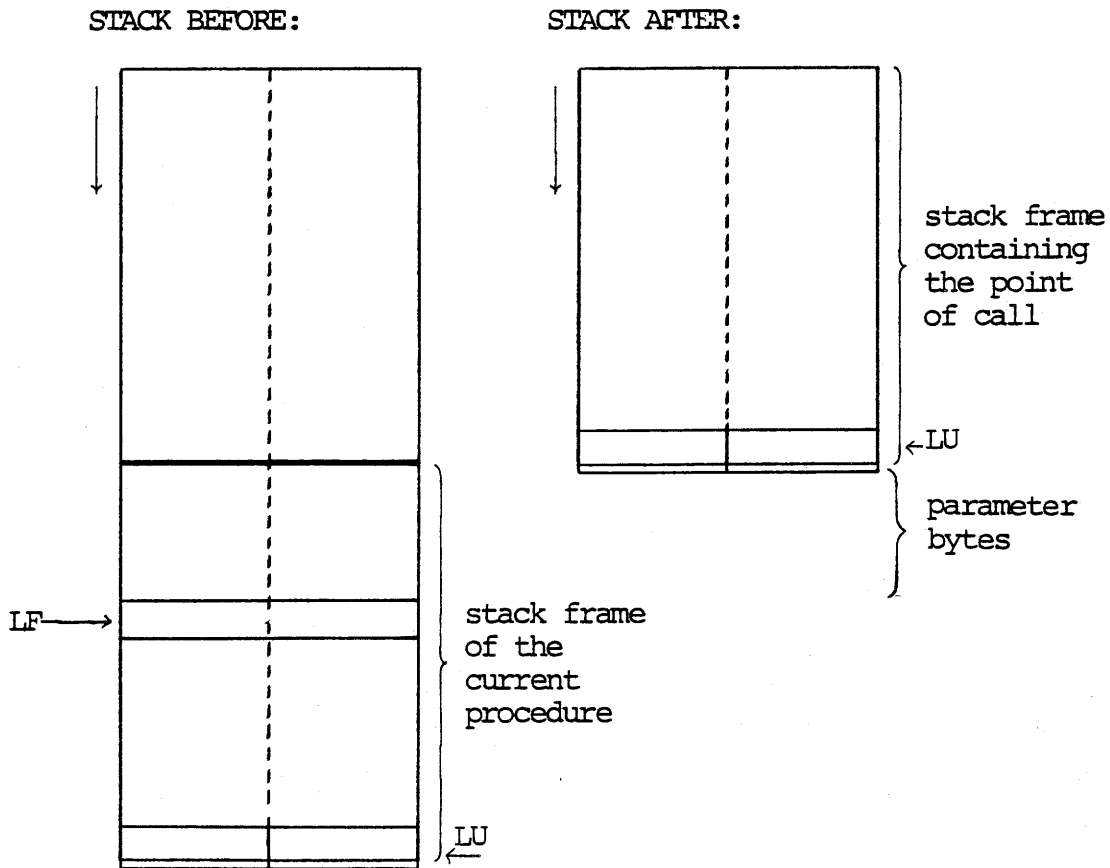 STACK BEFORE:
STACK AFTER:
stack frame
containing
the point
of call
LU
parameter
bytes
LF
stack frame
of the
current
procedure
LU